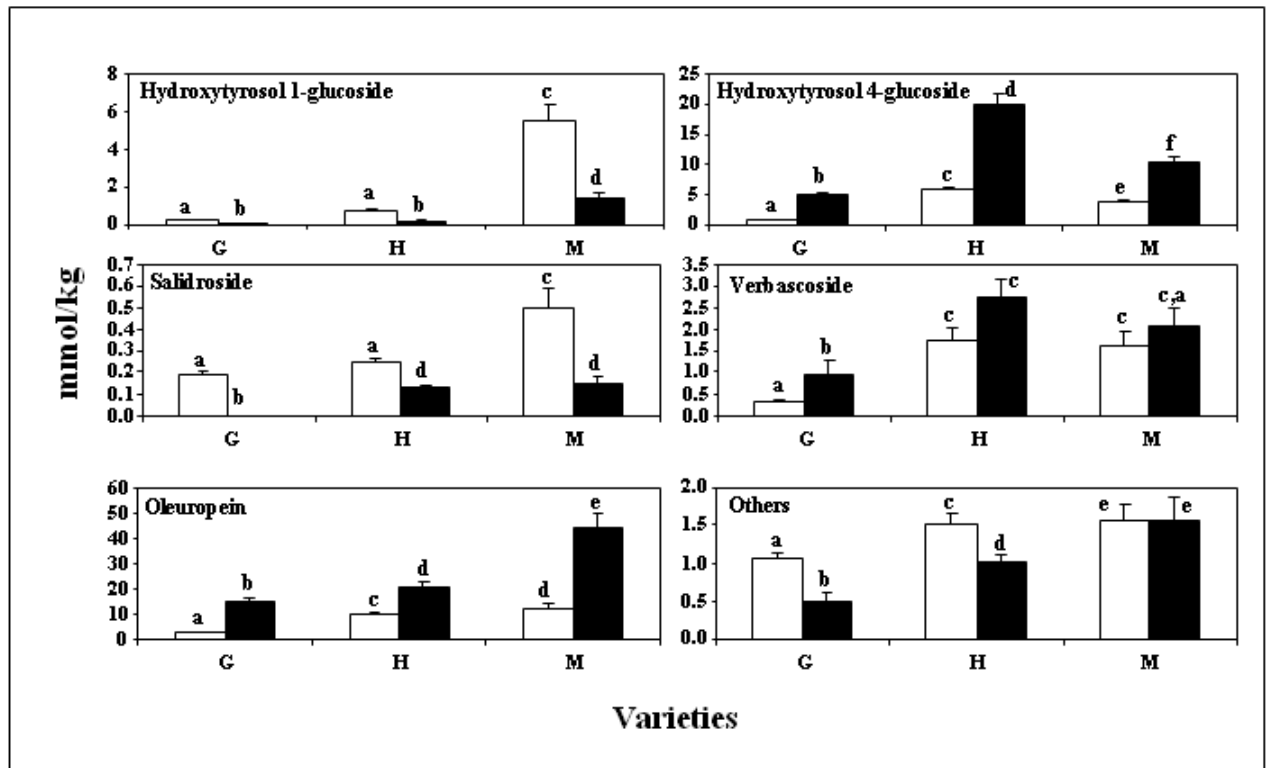 mmol/kg
Hydroxytyrosol 1-glucoside
8
6
4
2
0
a
b
a
b
c
d
G
H
M
Hydroxytyrosol 4-glucoside
25
20
15
10
5
0
a
b
c
d
e
f
G
H
M
Salidroside
0.7
0.6
0.5
0.4
0.3
0.2
0.1
0.0
a
b
a
d
c
d
G
H
M
Verbascoside
3.5
3.0
2.5
2.0
1.5
1.0
0.5
0.0
a
b
c
c
c
c,a
G
H
M
Oleuropein
60
50
40
30
20
10
0
a
b
c
d
d
e
G
H
M
Others
2.0
1.5
1.0
0.5
0.0
a
b
c
d
e
e
G
H
M
Varieties